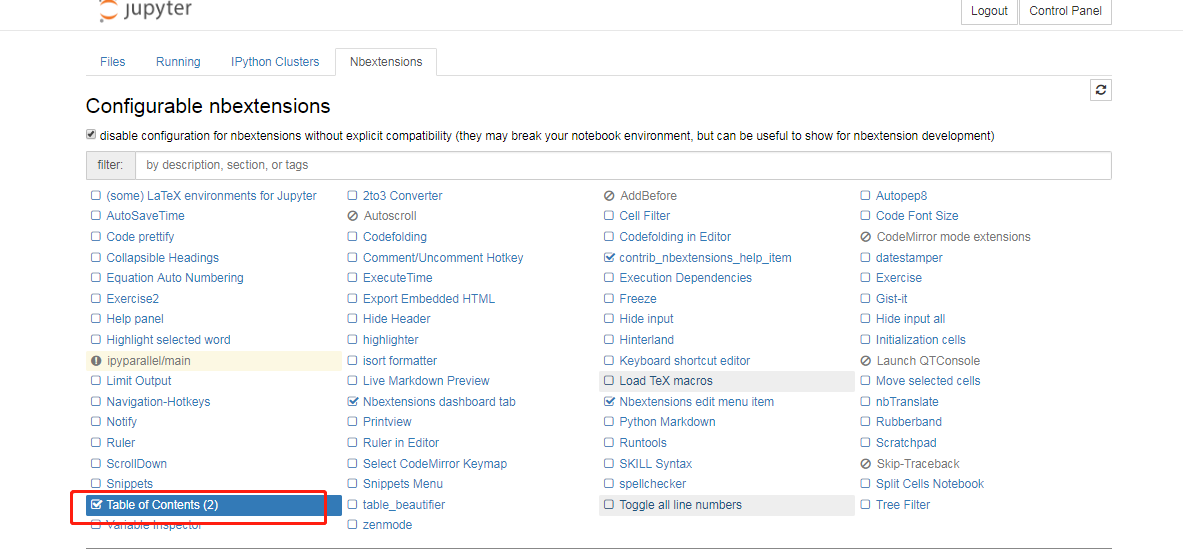 jupyter
Logout Control Panel
Files Running IPython Clusters Nbextensions
Configurable nbextensions
disable configuration for nbextensions without explicit compatibility (they may break your notebook environment, but can be useful to show for nbextension development)
filter: by description, section, or tags
(some) LaTeX environments for Jupyter 2to3 Converter AddBefore Autopep8
AutoSaveTime Autoscroll Cell Filter Code Font Size
Code prettify Codefolding Codefolding in Editor CodeMirror mode extensions
Collapsible Headings Comment/Uncomment Hotkey contrib_nbextensions_help_item datestamper
Equation Auto Numbering ExecuteTime Execution Dependencies Exercise
Exercise2 Export Embedded HTML Freeze Gist-it
Help panel Hide Header Hide input Hide input all
Highlight selected word highlighter Hinterland Initialization cells
ipyparallel/main isort formatter Keyboard shortcut editor Launch QTConsole
Limit Output Live Markdown Preview Load TeX macros Move selected cells
Navigation-Hotkeys Nbextensions dashboard tab Nbextensions edit menu item nbTranslate
Notify Printview Python Markdown Rubberband
Ruler Ruler in Editor Runtools Scratchpad
ScrollDown Select CodeMirror Keymap SKILL Syntax Skip-Traceback
Snippets Snippets Menu spellchecker Split Cells Notebook
Table of Contents (2) table_beautifier Toggle all line numbers Tree Filter
Variable Inspector zenmode